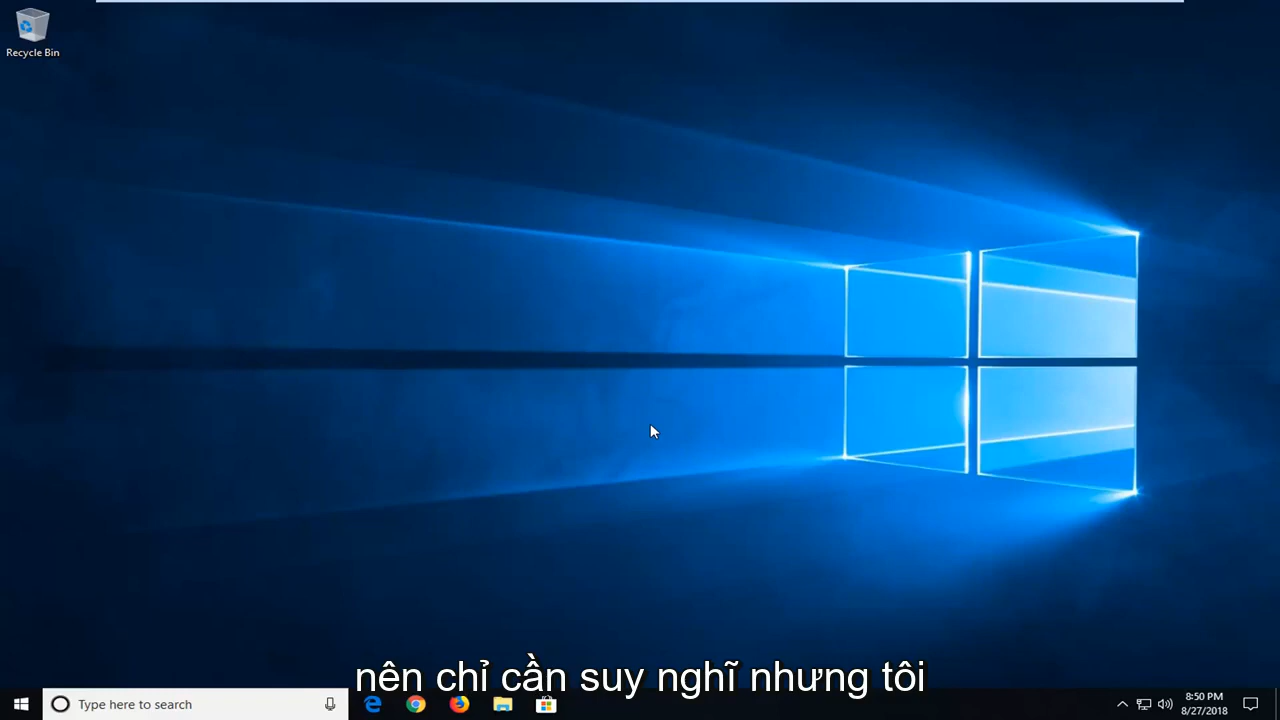 Recycle Bin
nên chỉ cần suy nghĩ nhưng tôi
Type here to search
8:50 PM
8/27/2018